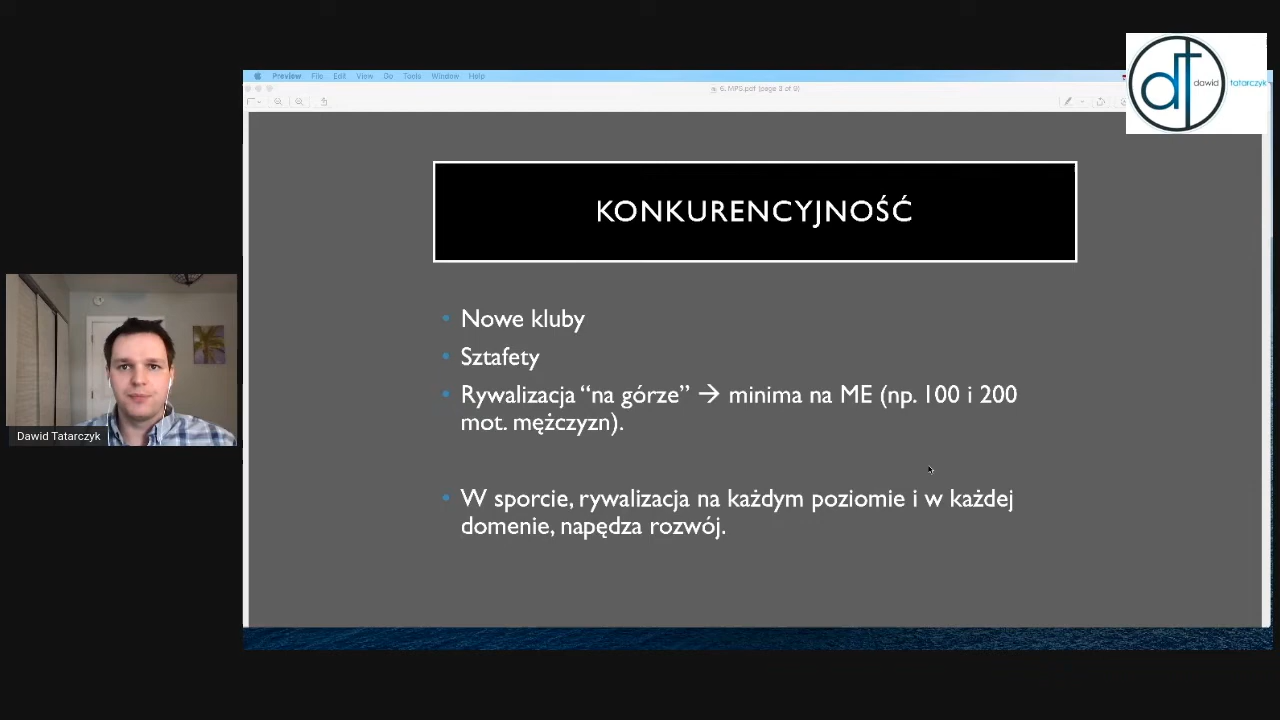 dawid tatarczyk
Preview File Edit View Go Tools Window Help
6. MPS.pdf (page 8 of 9)
KONKURENCYJNOŚĆ
• Nowe kluby
• Sztafety
• Rywalizacja “na górze” → minima na ME (np. 100 i 200
mot. mężczyzn).
• W sporcie, rywalizacja na każdym poziomie i w każdej
domenie, napędza rozwój.
Dawid Tatarczyk